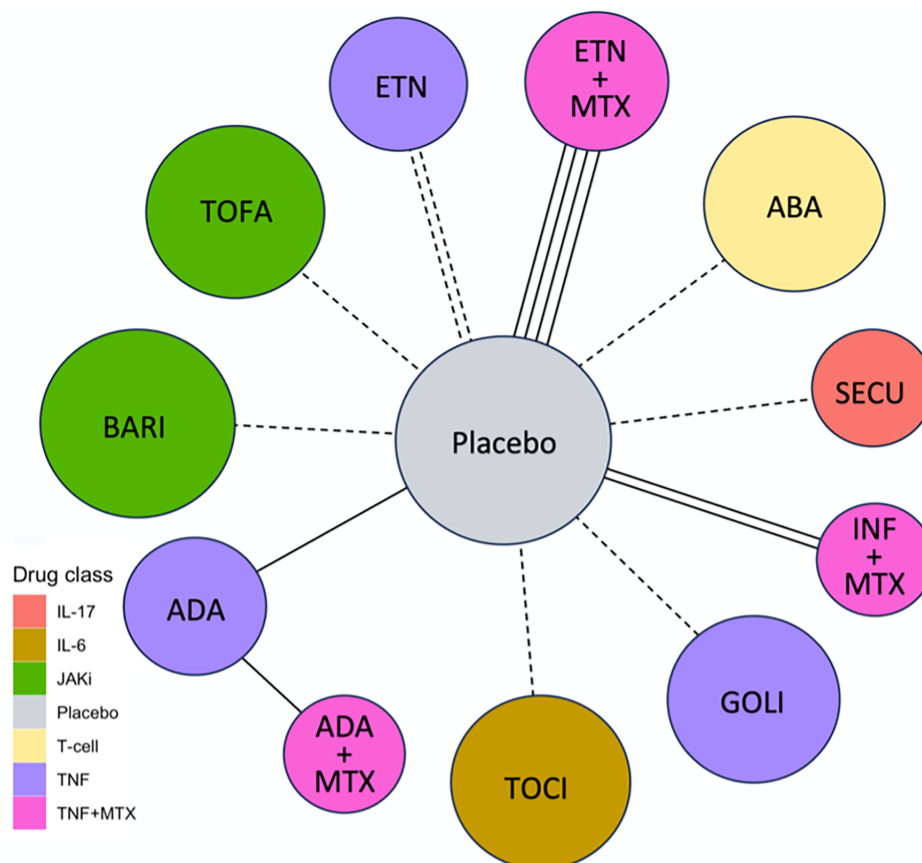 ETN
ETN
+
MTX
TOFA
ABA
SECU
BARI
Placebo
INF
+
MTX
ADA
GOLI
ADA
+
MTX
TOCI
Drug class
IL-17
IL-6
JAKi
Placebo
T-cell
TNF
TNF+MTX